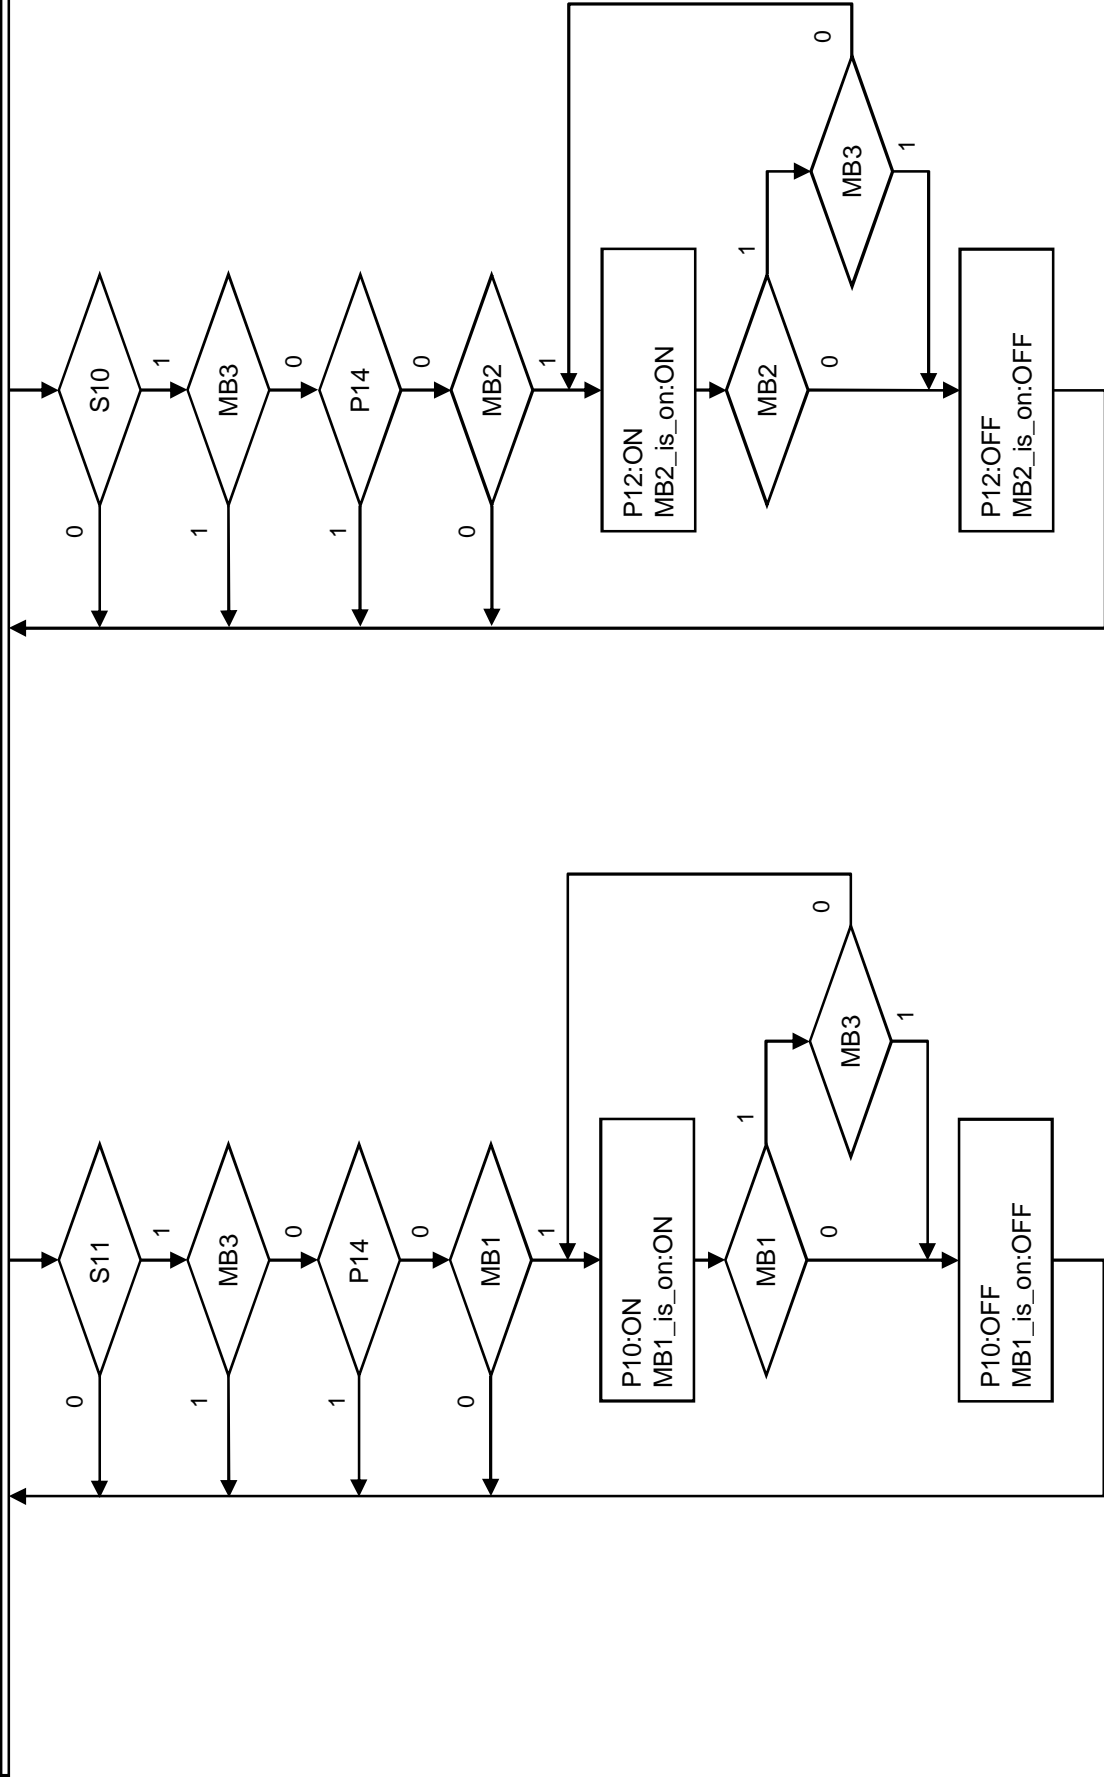 0
S11
1
1
MB3
0
1
P14
0
0
MB1
1
P10:ON
MB1_is_on:ON
1
MB1
0
0
MB3
1
P10:OFF
MB1_is_on:OFF
0
S10
1
1
MB3
0
1
P14
0
0
MB2
1
P12:ON
MB2_is_on:ON
1
MB2
0
0
MB3
1
P12:OFF
MB2_is_on:OFF